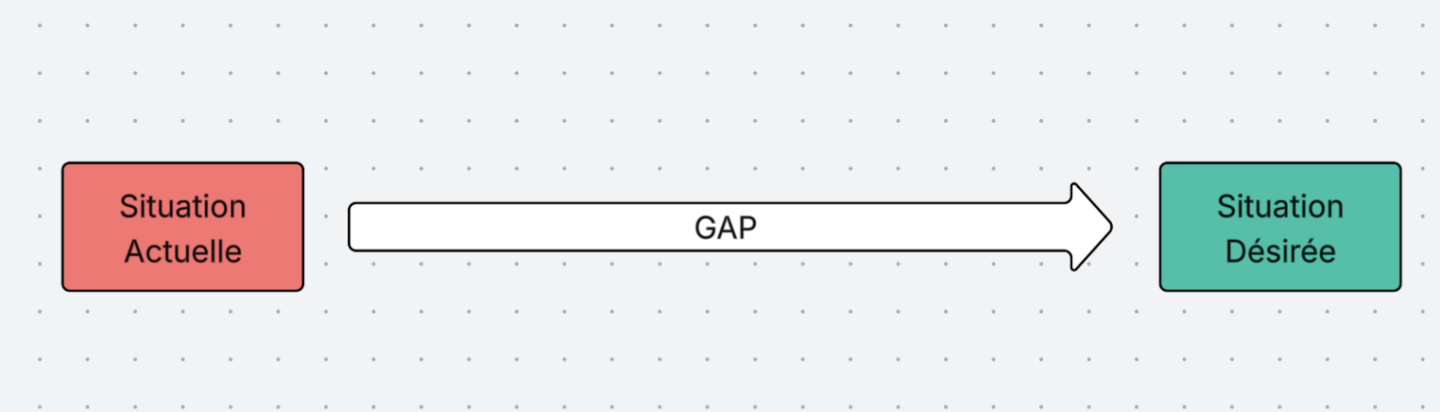 Situation
Actuelle
GAP
Situation
Désirée